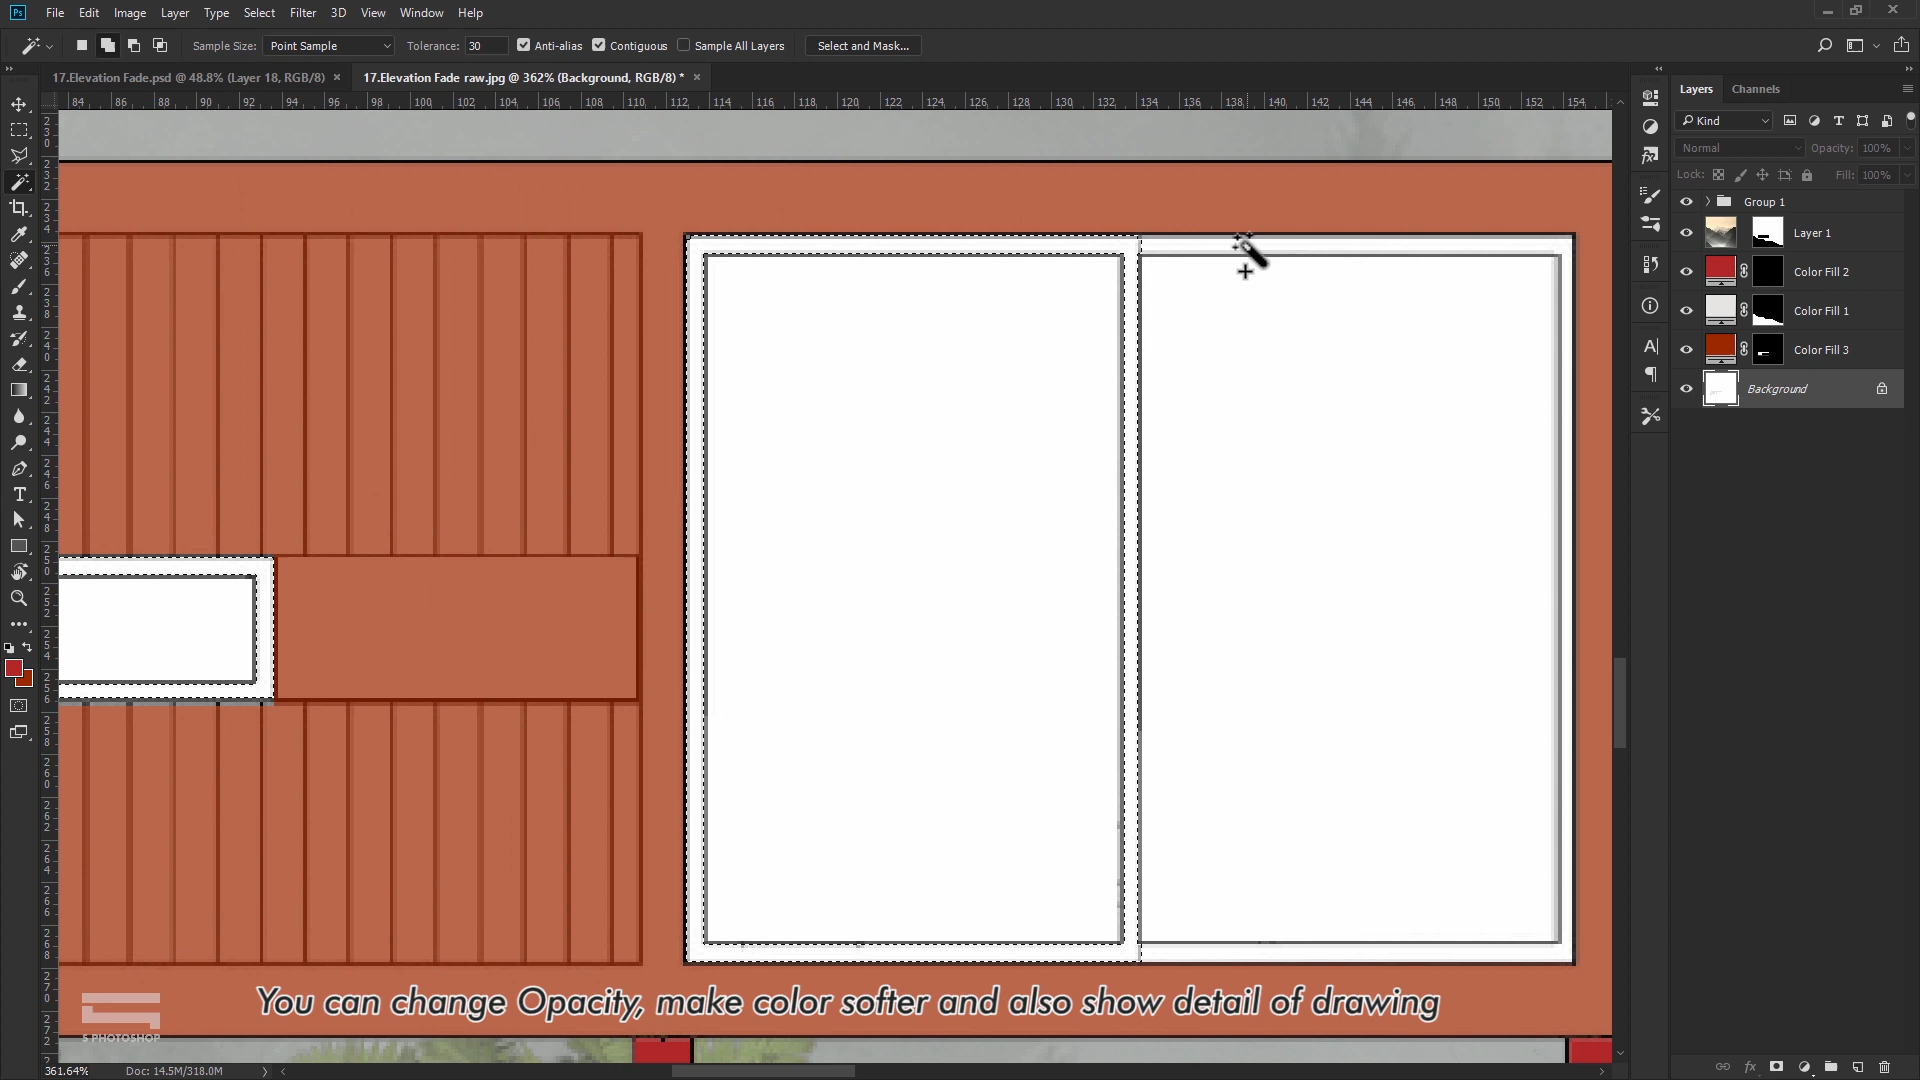 Ps File Edit Image Layer Type Select Filter 3D View Window Help
Sample Size: Point Sample Tolerance: 30 Anti-alias Contiguous Sample All Layers Select and Mask...
17.Elevation Fade.psd @ 48.8% (Layer 18, RGB/8) × 17.Elevation Fade raw.jpg @ 362% (Background, RGB/8) * ×
84 86 88 90 92 94 96 98 100 102 104 106 108 110 112 114 116 118 120 122 124 126 128 130 132 134 136 138 140 142 144 146 148 150 152 154
Layers Channels
Kind
Normal Opacity: 100%
Lock: Fill: 100%
Group 1
Layer 1
Color Fill 2
Color Fill 1
Color Fill 3
Background
You can change Opacity, make color softer and also show detail of drawing
S PHOTOSHOP
361.64% Doc: 14.5M/318.0M